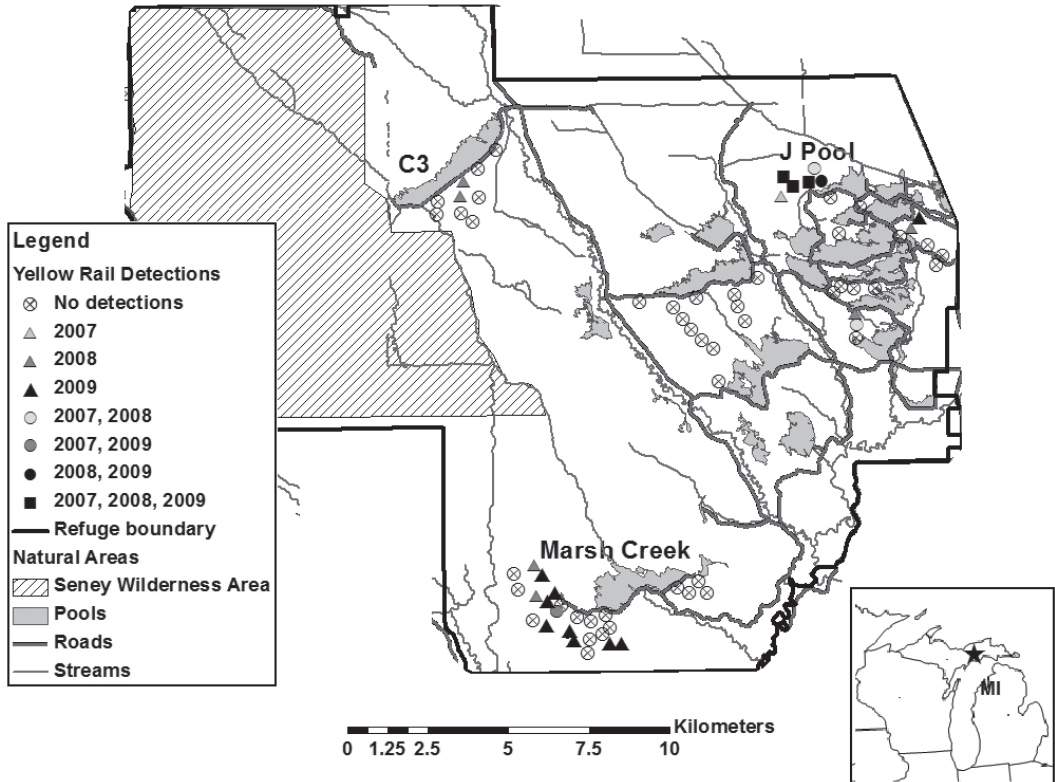 C3
J Pool
Legend
Yellow Rail Detections
No detections
2007
2008
2009
2007, 2008
2007, 2009
2008, 2009
2007, 2008, 2009
Refuge boundary
Natural Areas
Seney Wilderness Area
Pools
Roads
Streams
Marsh Creek
MI
Kilometers
0 1.25 2.5 5 7.5 10